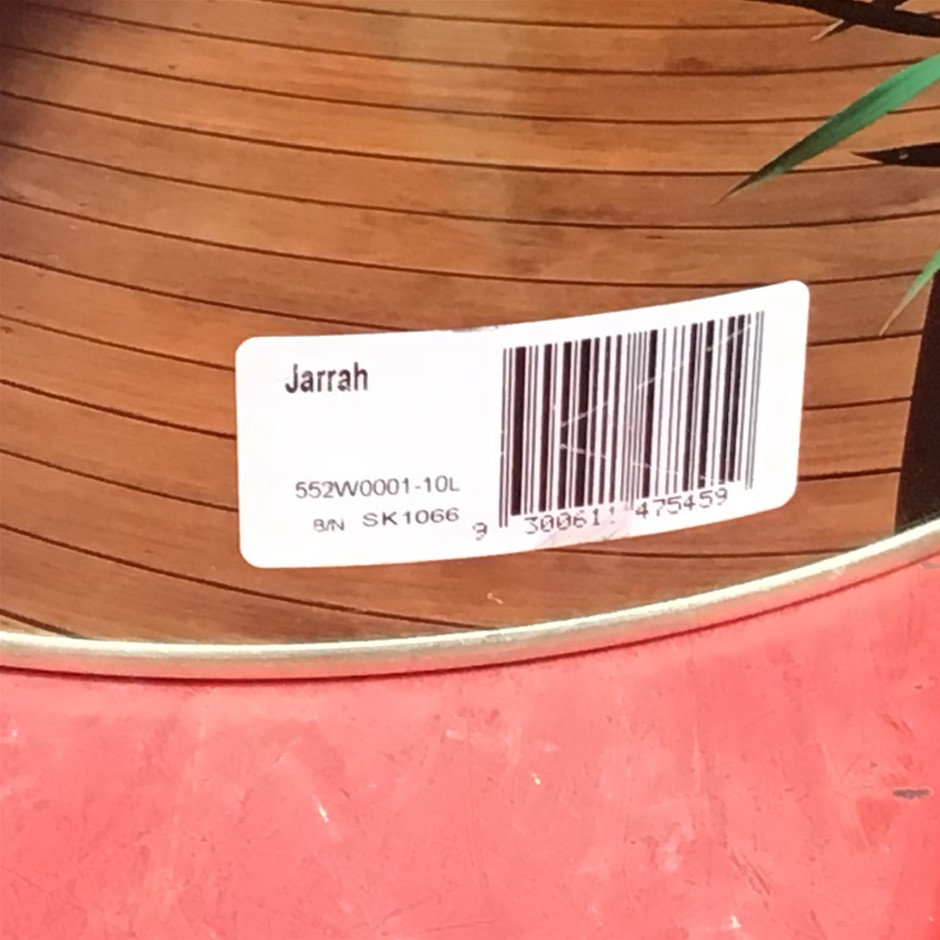 Jarrah
552W0001-10L
B/N SK1066
9 300611 475459